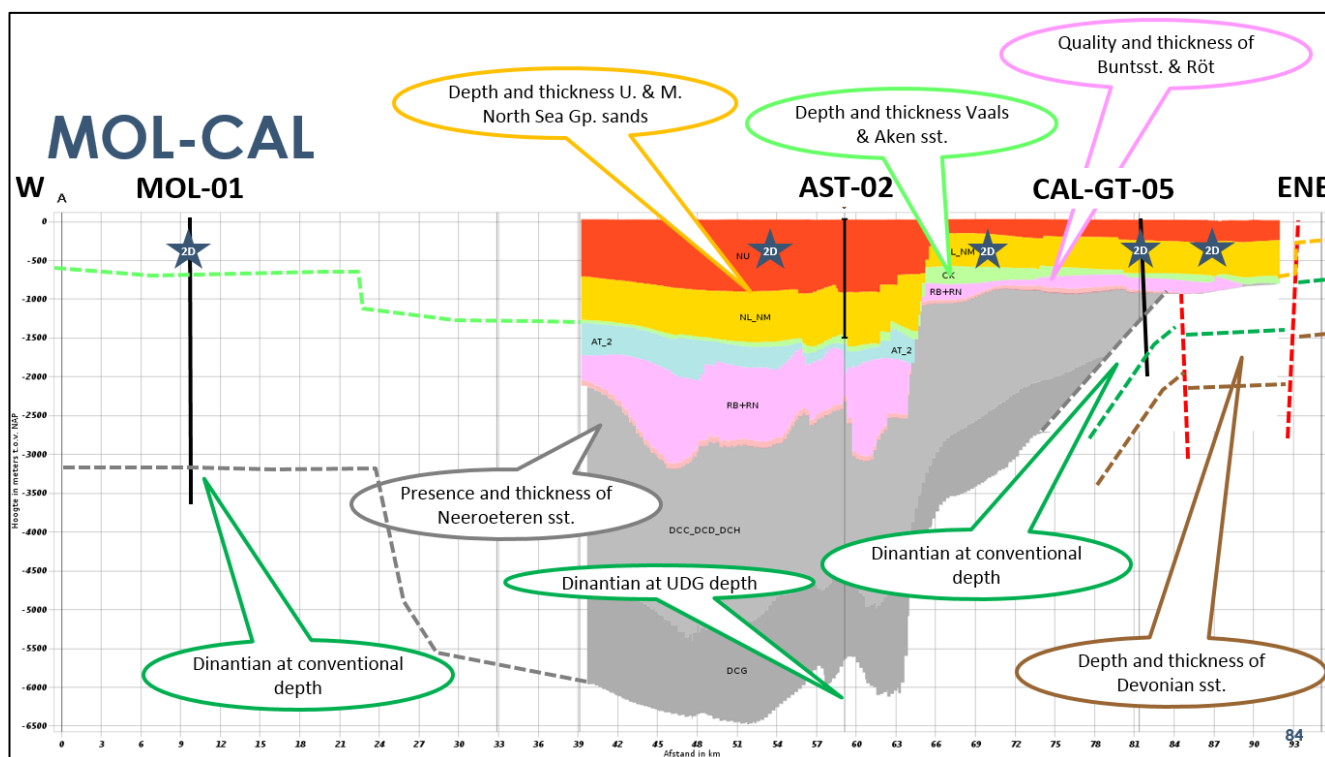 Quality and thickness of
Buntsst. & Röt
Depth and thickness U. & M.
North Sea Gp. sands
Depth and thickness Vaals
& Aken sst.
MOL-CAL
W
A
MOL-01
AST-02
CAL-GT-05
ENE
0
-500
-1000
-1500
-2000
-2500
-3000
-3500
-4000
-4500
-5000
-5500
-6000
-6500
Hoogte in meters t.o.v. NAP
2D
NU
2D
L_NM
2D
2D
2D
CK
RB+RN
NL_NM
AT_2
AT_2
RB+RN
Presence and thickness of
Neeroeteren sst.
DCC_DCD_DCH
Dinantian at conventional
depth
Dinantian at UDG depth
Dinantian at conventional
depth
DCG
Depth and thickness of
Devonian sst.
84
0 3 6 9 12 15 18 21 24 27 30 33 36 39 42 45 48 51 54 57 60 63 66 69 72 75 78 81 84 87 90 93
Afstand in km